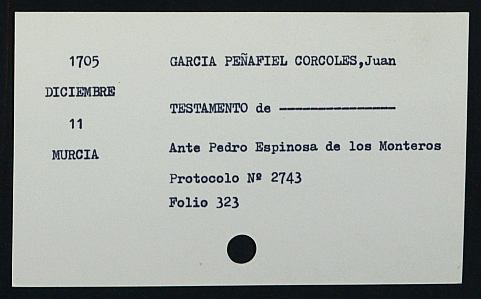 1705
DICIEMBRE
11
MURCIA
GARCIA PEÑAFIEL CORCOLES,Juan
TESTAMENTO de ---------------
Ante Pedro Espinosa de los Monteros
Protocolo Nº 2743
Folio 323